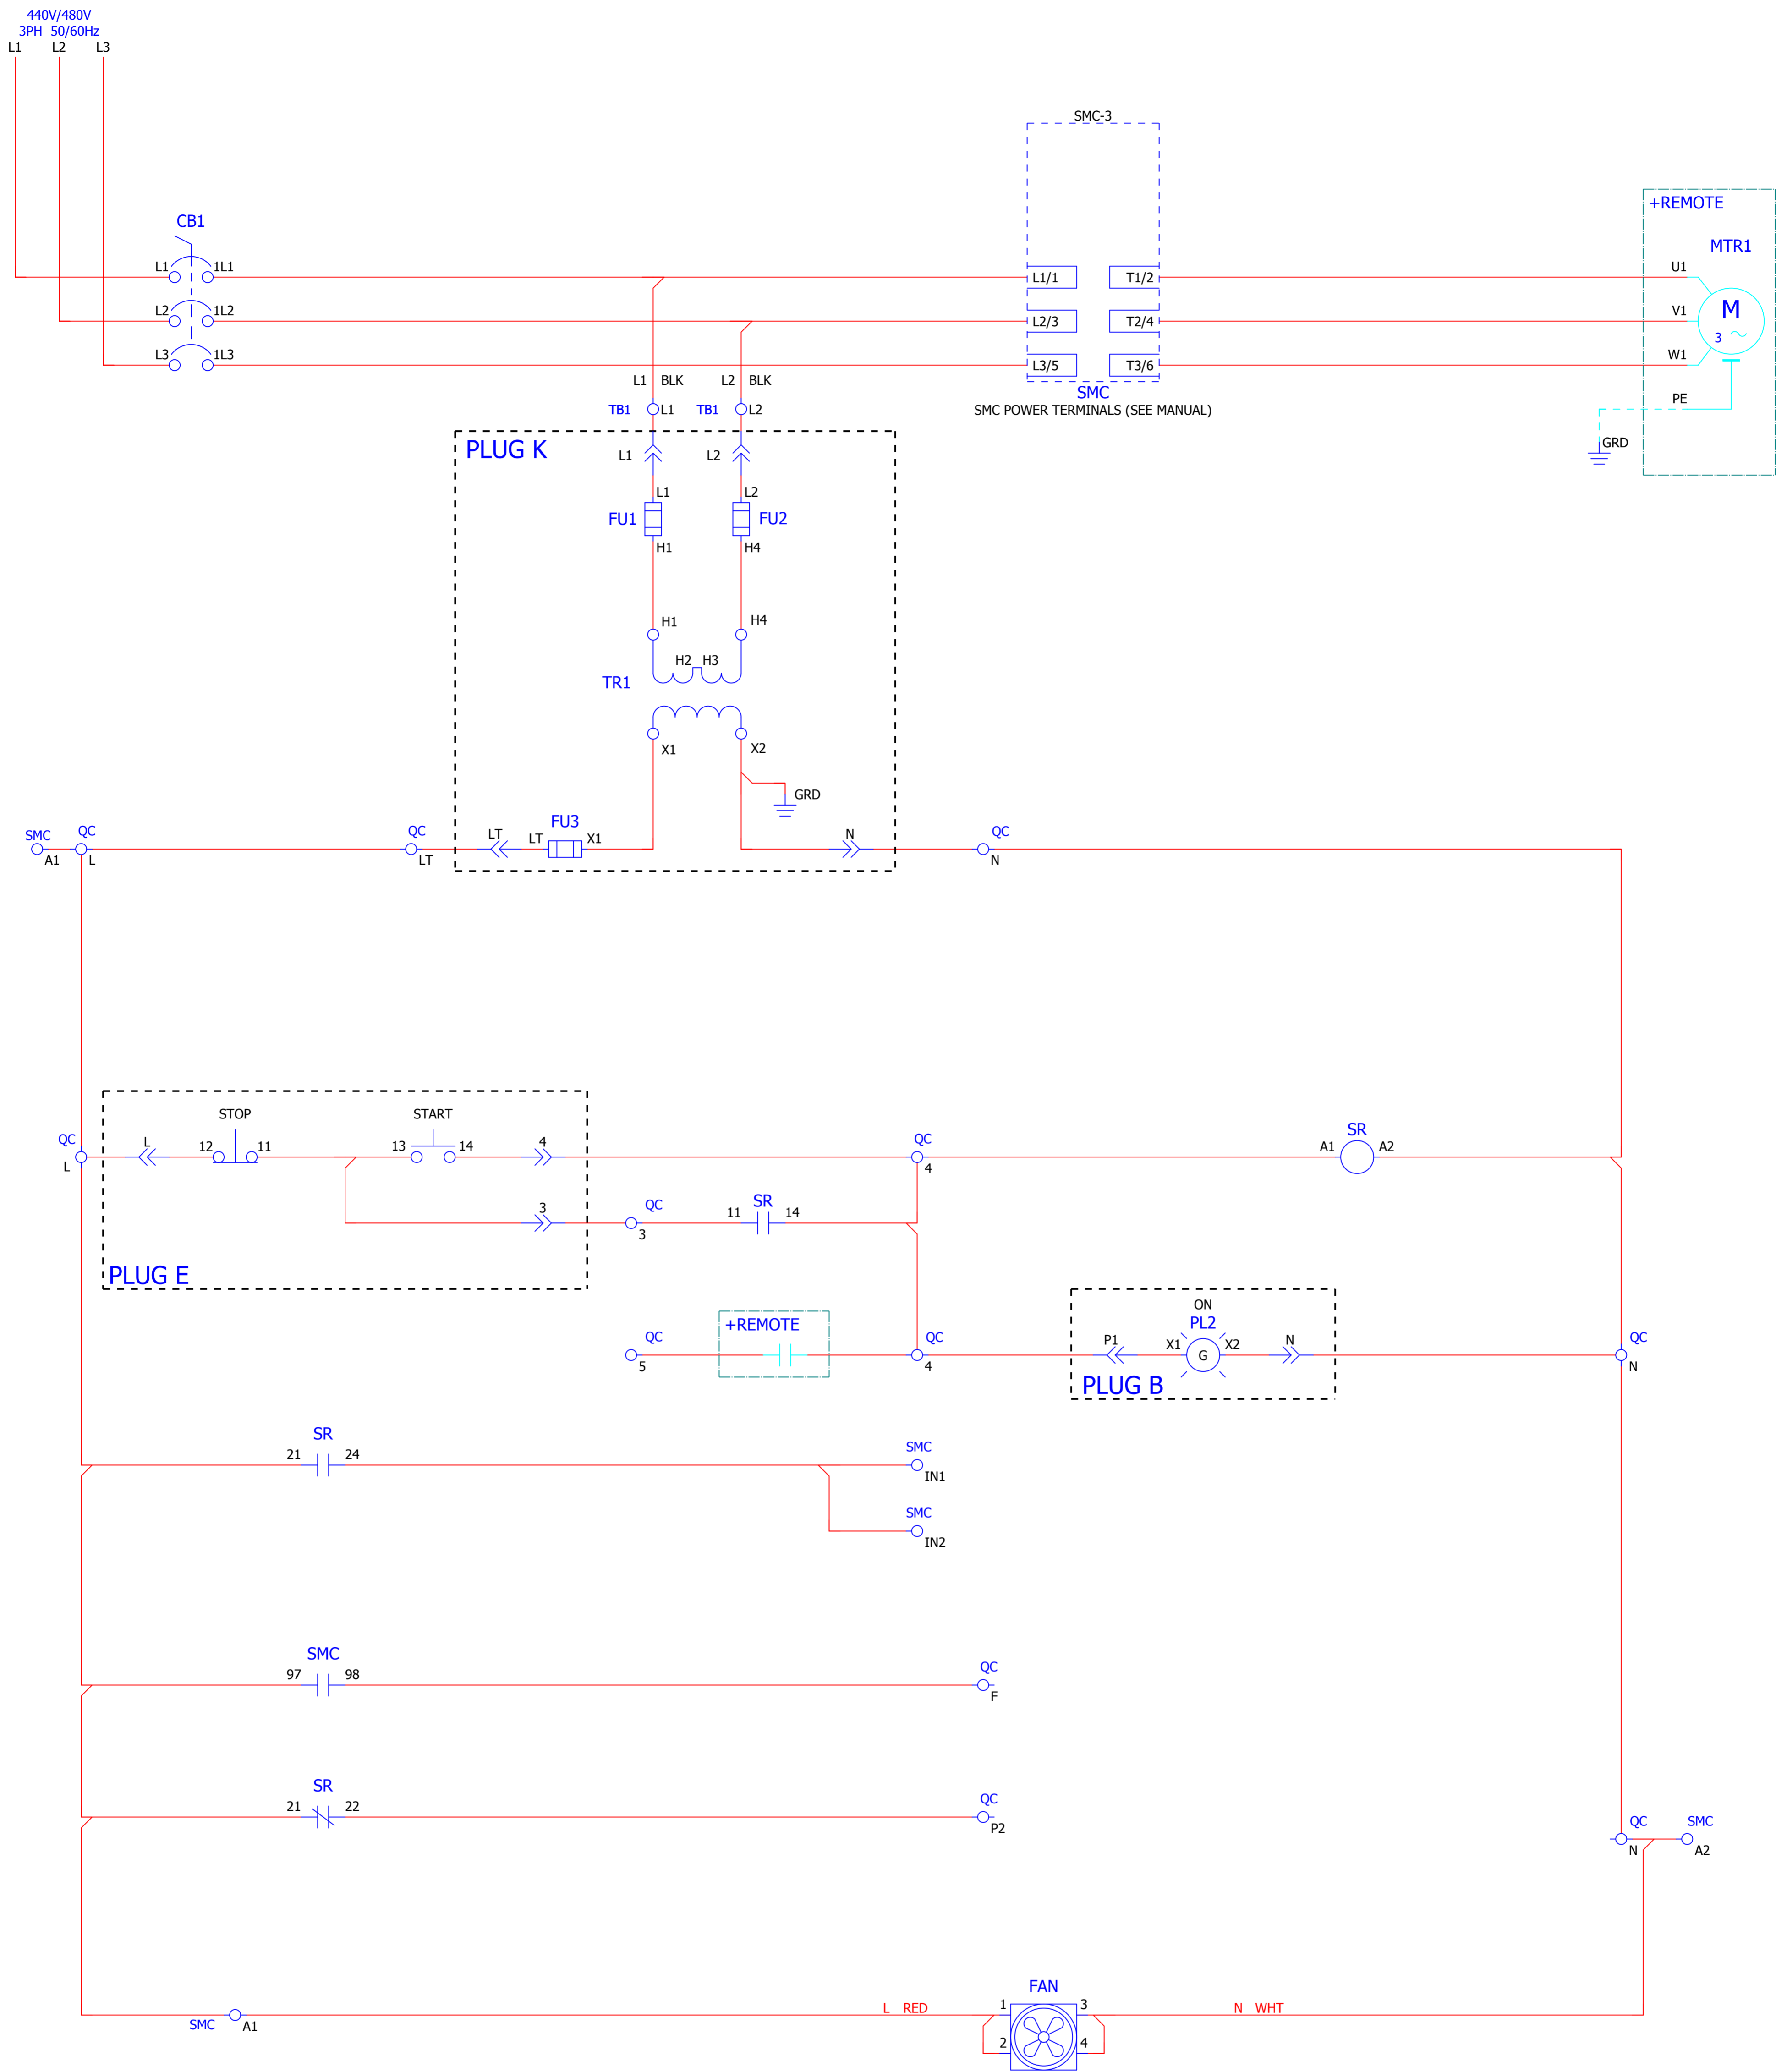 440V/480V
3PH 50/60Hz
L1 L2 L3
SMC-3
+REMOTE
CB1
MTR1
L1 1L1 L1/1 T1/2 U1
L2 1L2 L2/3 T2/4 V1
M
3
L3 1L3 L3/5 T3/6 W1
L1 BLK L2 BLK
SMC
PE
TB1 L1 TB1 L2
SMC POWER TERMINALS (SEE MANUAL)
GRD
PLUG K
L1 L2
L1 L2
FU1 FU2
H1 H4
H1 H4
H2 H3
TR1
X1 X2
GRD
FU3
SMC QC QC LT LT X1 N QC
A1 L LT N
STOP START
QC L 12 11 13 14 4 QC SR
A1 A2
L 4
3 QC SR
11 14
3
PLUG E
ON
+REMOTE PL2
QC QC P1 X1 G X2 N QC
5 4 N
PLUG B
SR
21 24 SMC
IN1
SMC
IN2
SMC
97 98 QC
F
SR
21 22 QC
P2
QC SMC
N A2
FAN
L RED 1 3 N WHT
SMC A1
2 4